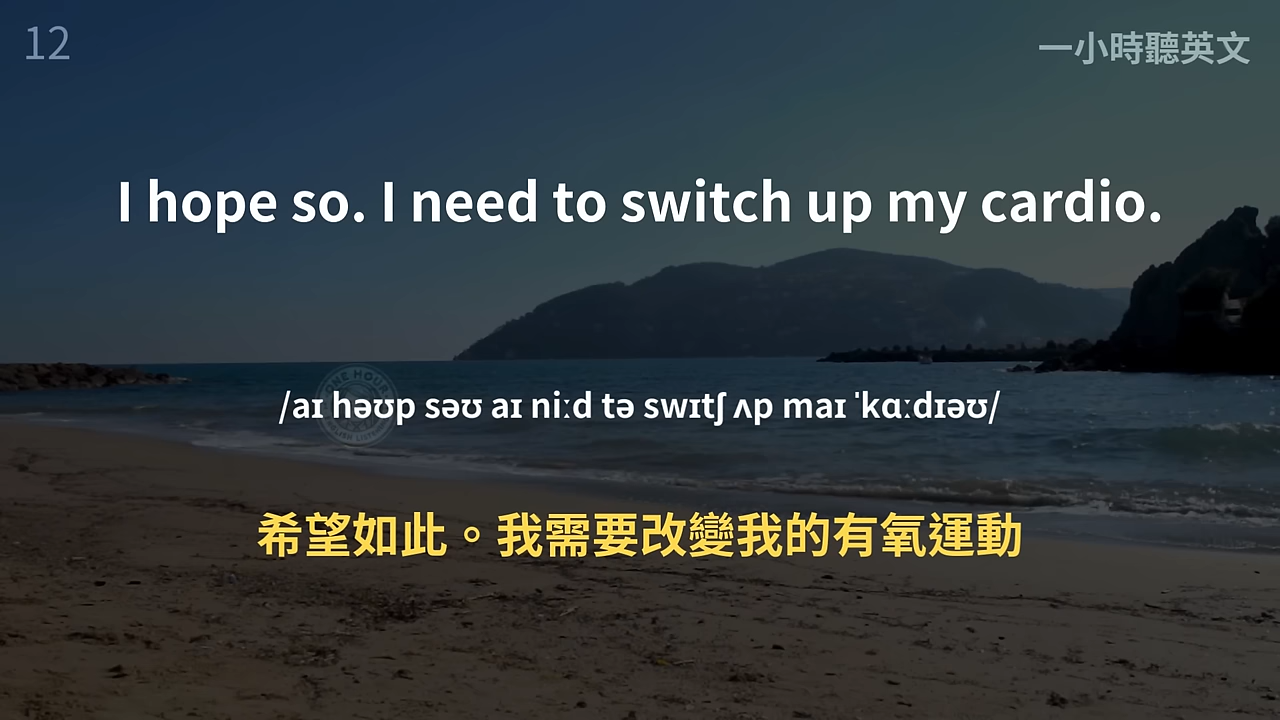 12
一小時聽英文
I hope so. I need to switch up my cardio.
ONE HOUR
/aɪ həʊp səʊ aɪ niːd tə swɪtʃ ʌp maɪ ˈkɑːdɪəʊ/
希望如此。我需要改變我的有氧運動